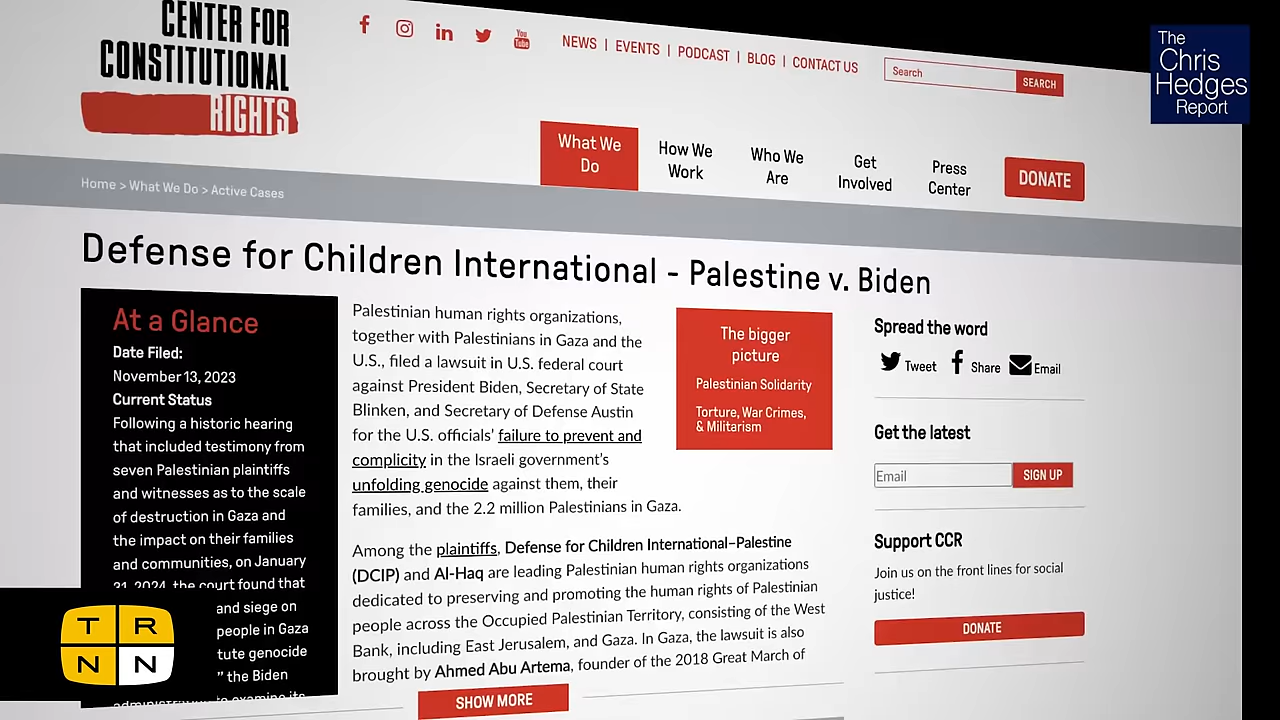 CENTER FOR
CONSTITUTIONAL
RIGHTS
You
Tube
NEWS | EVENTS | PODCAST | BLOG | CONTACT US
Search
SEARCH
The
Chris
Hedges
Report
What We
Do
How We
Work
Who We
Are
Get
Involved
Press
Center
DONATE
Home > What We Do > Active Cases
Defense for Children International - Palestine v. Biden
At a Glance
Date Filed:
November 13, 2023
Current Status
Following a historic hearing
that included testimony from
seven Palestinian plaintiffs
and witnesses as to the scale
of destruction in Gaza and
the impact on their families
and communities, on January
31, 2024, the court found that
and siege on
people in Gaza
tute genocide
" the Biden
to examine its
Palestinian human rights organizations,
together with Palestinians in Gaza and the
U.S., filed a lawsuit in U.S. federal court
against President Biden, Secretary of State
Blinken, and Secretary of Defense Austin
for the U.S. officials' failure to prevent and
complicity in the Israeli government's
unfolding genocide against them, their
families, and the 2.2 million Palestinians in Gaza.
Among the plaintiffs, Defense for Children International–Palestine
(DCIP) and Al-Haq are leading Palestinian human rights organizations
dedicated to preserving and promoting the human rights of Palestinian
people across the Occupied Palestinian Territory, consisting of the West
Bank, including East Jerusalem, and Gaza. In Gaza, the lawsuit is also
brought by Ahmed Abu Artema, founder of the 2018 Great March of
SHOW MORE
The bigger
picture
Palestinian Solidarity
Torture, War Crimes,
& Militarism
Spread the word
Tweet Share Email
Get the latest
Email
SIGN UP
Support CCR
Join us on the front lines for social
justice!
DONATE
T R
N N